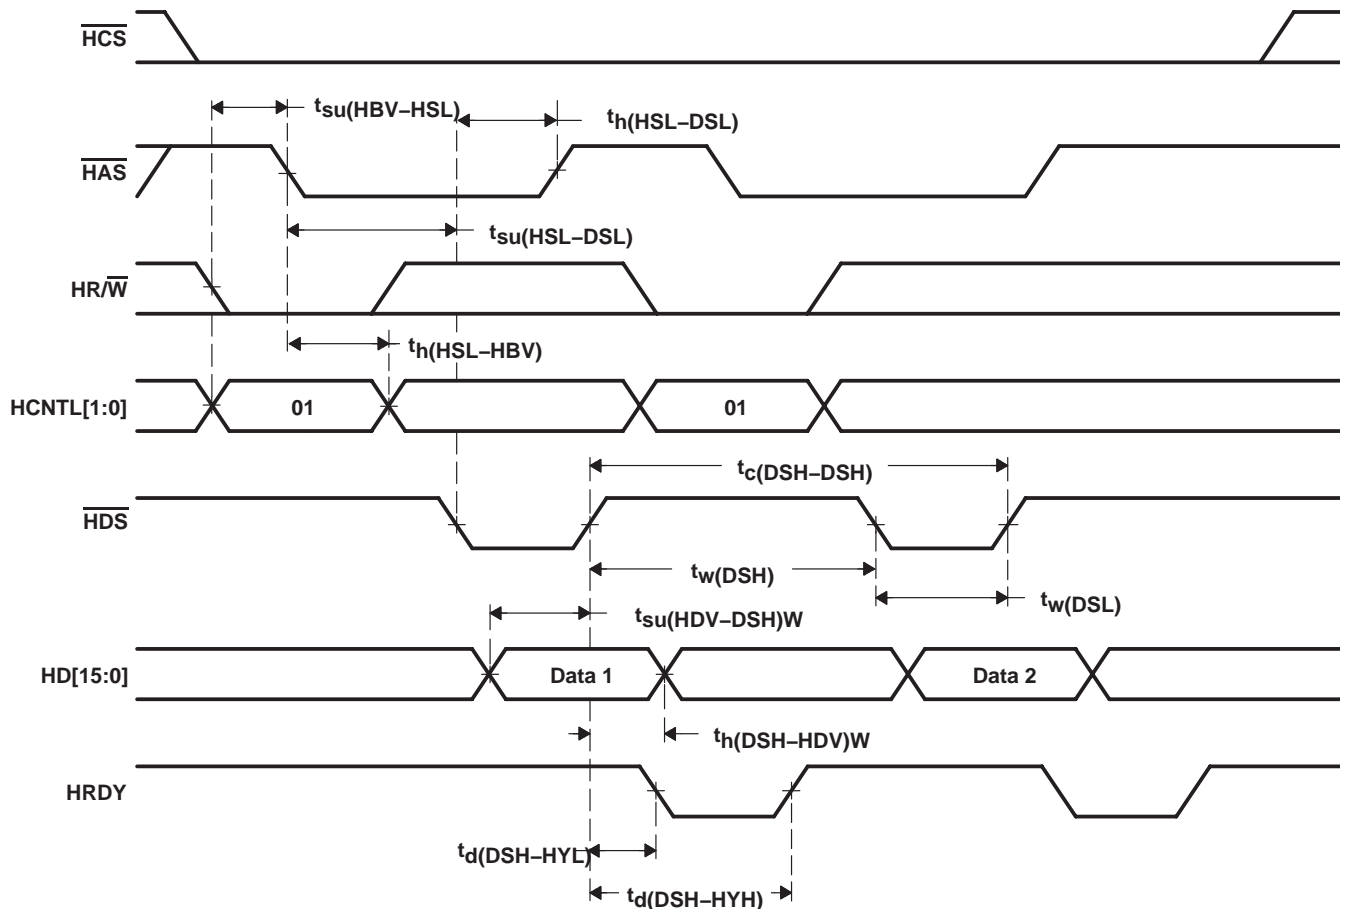 HCS
tsu(HBV–HSL)
th(HSL–DSL)
HAS
tsu(HSL–DSL)
HR/W
th(HSL–HBV)
HCNTL[1:0]
01
01
tc(DSH–DSH)
HDS
tw(DSH)
tw(DSL)
tsu(HDV–DSH)W
HD[15:0]
Data 1
Data 2
th(DSH–HDV)W
HRDY
td(DSH–HYL)
td(DSH–HYH)